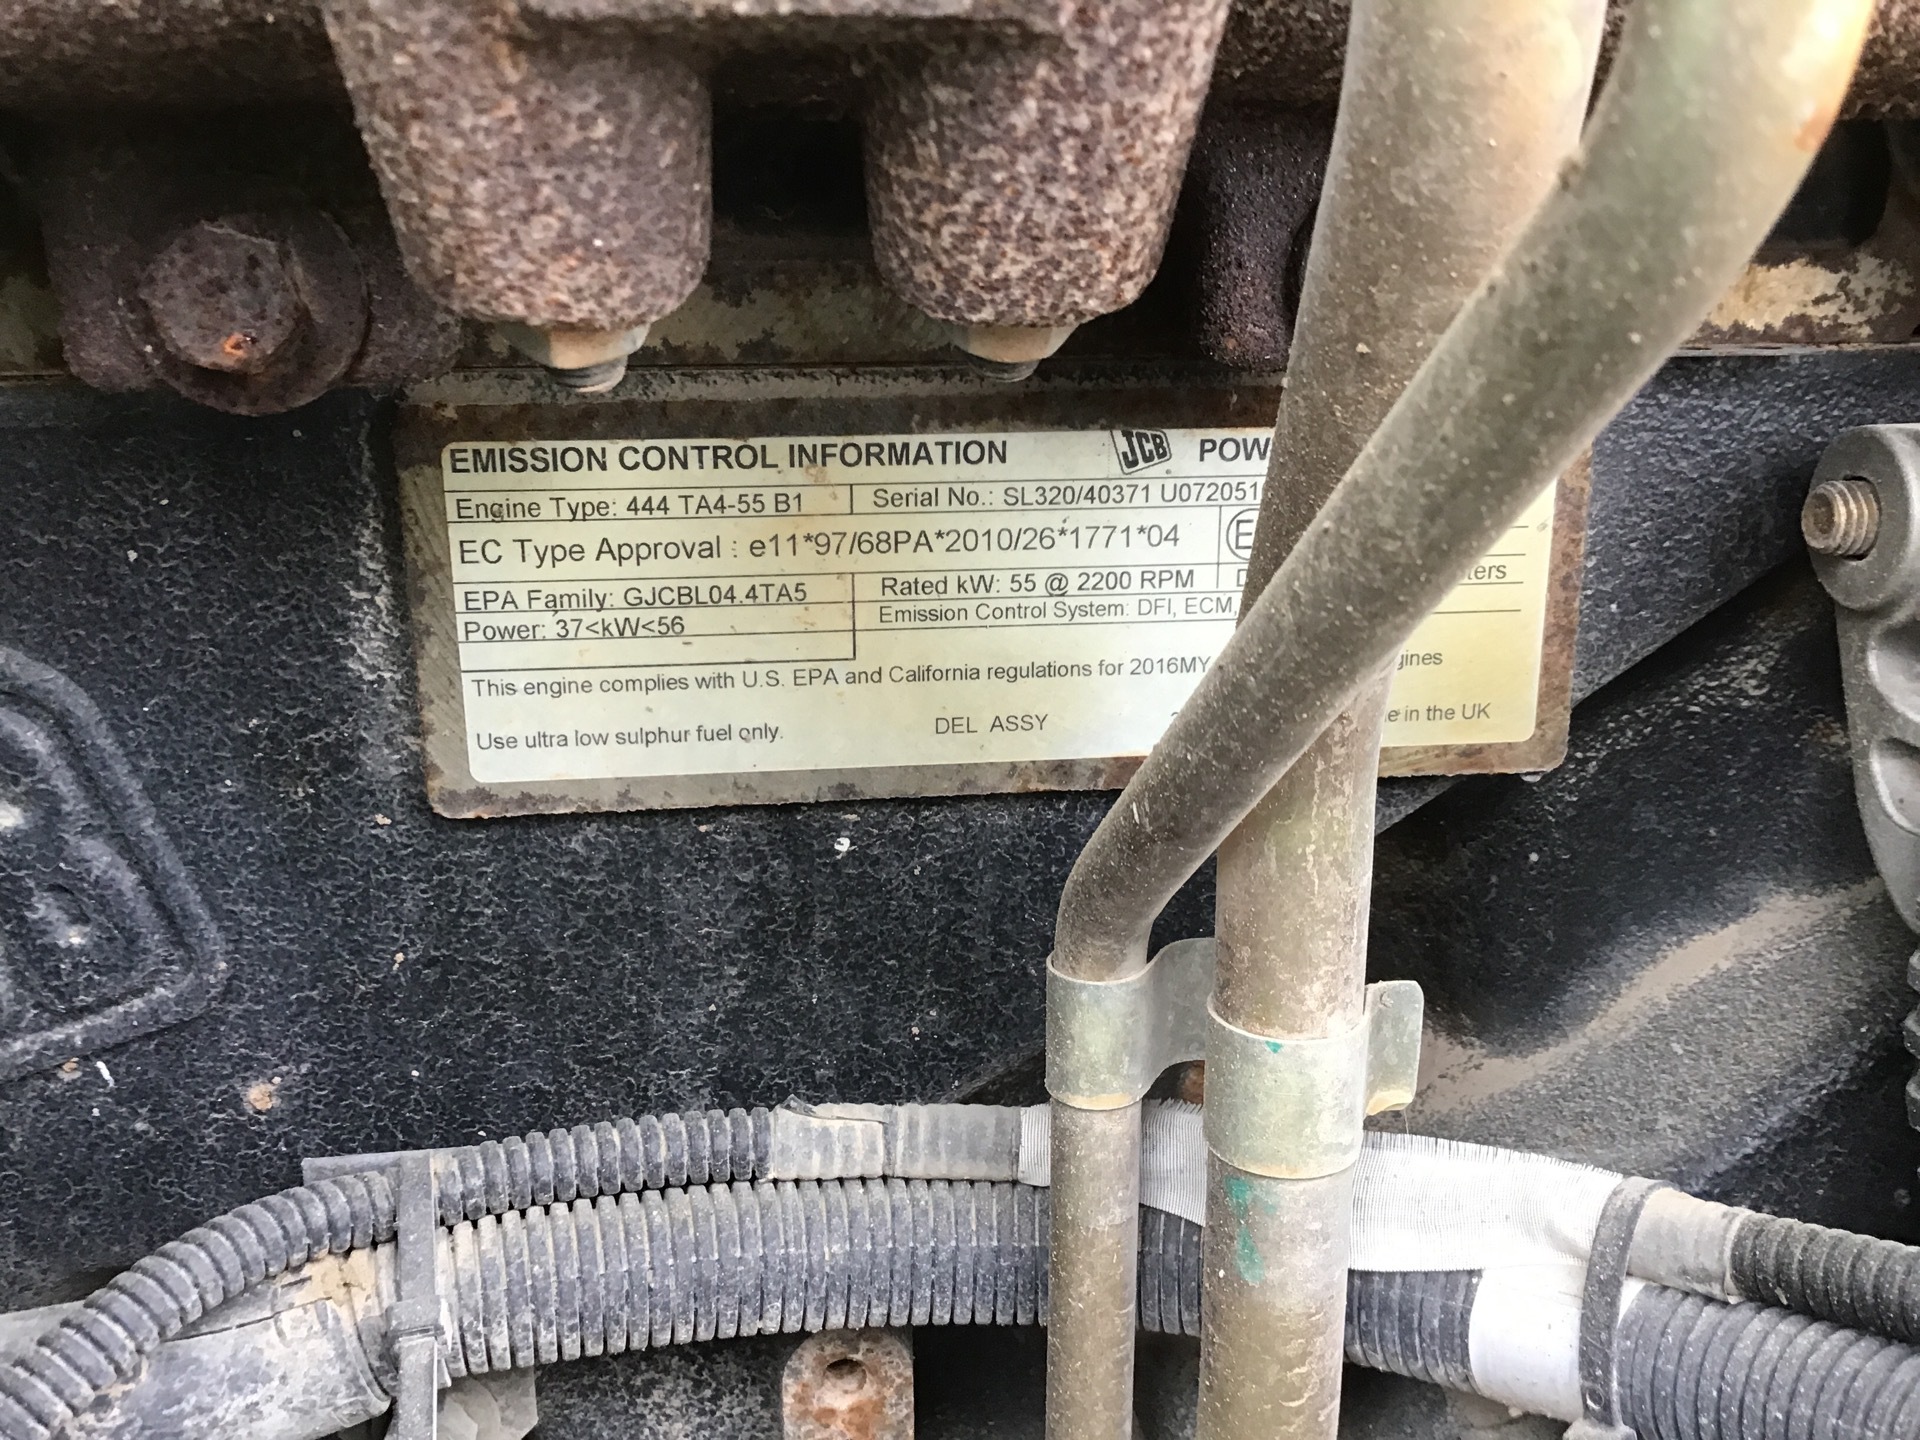 EMISSION CONTROL INFORMATION JCB
Engine Type: 444 TA4-55 B1 Serial No.: SL320/40371 U072051
EC Type Approval : e11*97/68PA*2010/26*1771*04 E
EPA Family: GJCBL04.4TA5 Rated kW: 55 @ 2200 RPM
Power: 37<kW<56 Emission Control System: DFI, ECM,
This engine complies with U.S. EPA and California regulations for 2016MY
Use ultra low sulphur fuel only. DEL ASSY in the UK